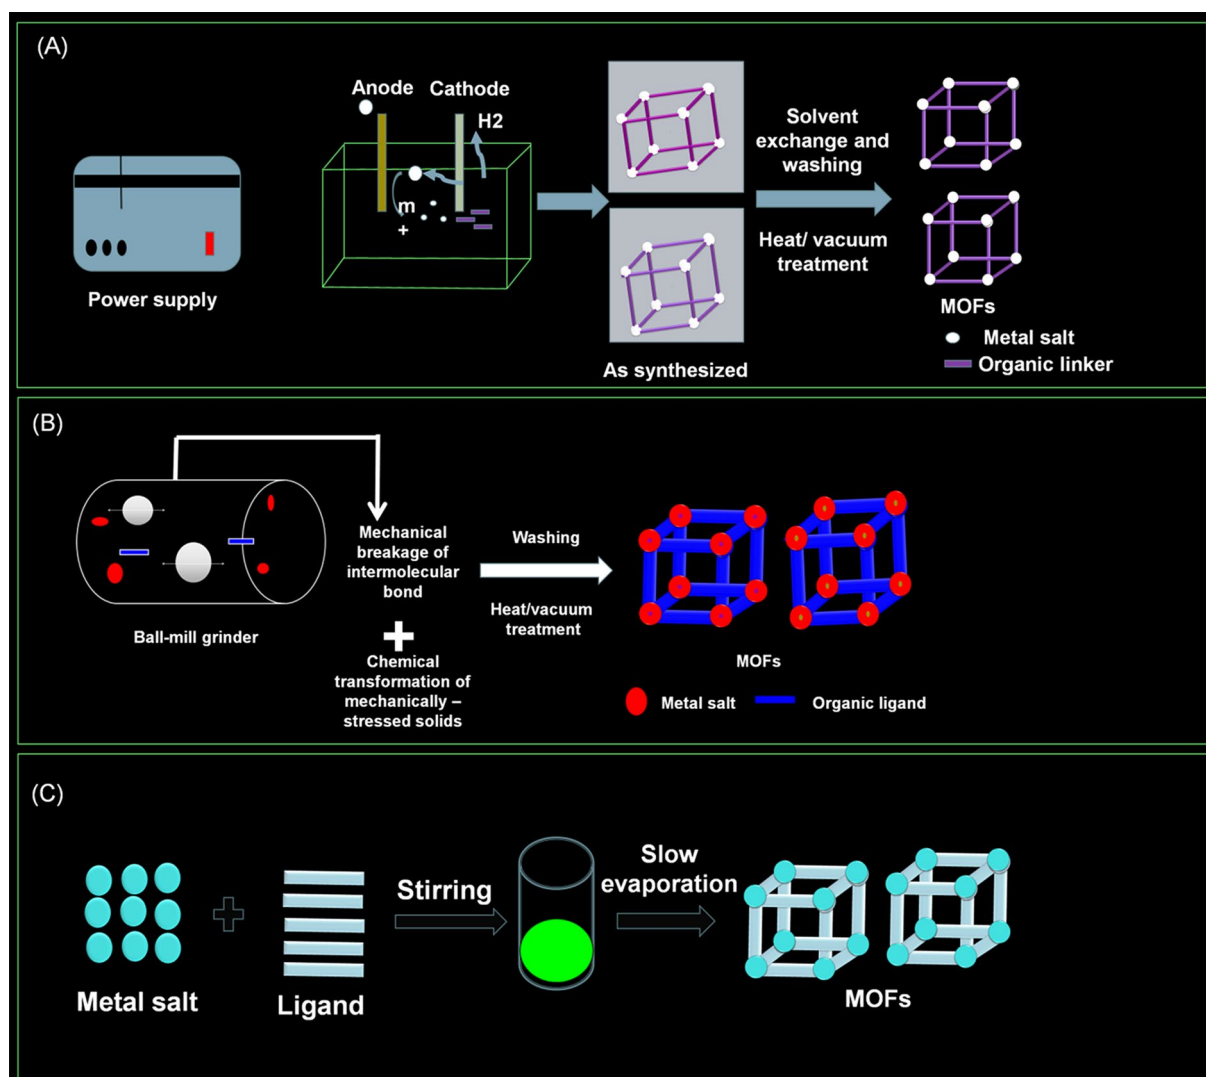 (A)
Anode
Cathode
H2
m
+
Power supply
As synthesized
Solvent
exchange and
washing
Heat/ vacuum
treatment
MOFs
Metal salt
Organic linker
(B)
Ball-mill grinder
Mechanical
breakage of
intermolecular
bond
Chemical
transformation of
mechanically –
stressed solids
Washing
Heat/vacuum
treatment
MOFs
Metal salt
Organic ligand
(C)
Metal salt
Ligand
Stirring
Slow
evaporation
MOFs